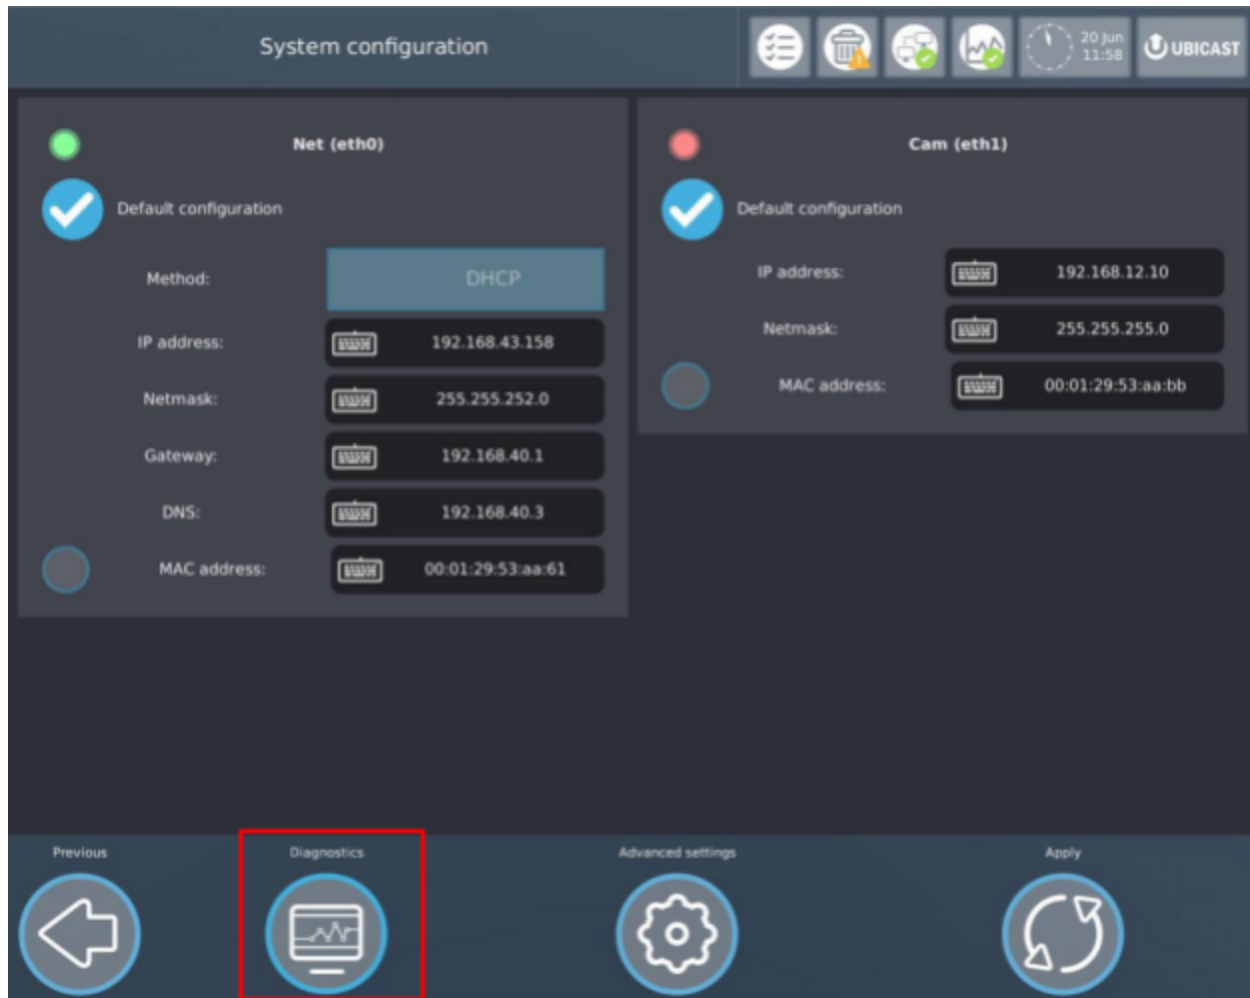 System configuration
20 Jun
11:58
UBICAST
Net (eth0)
Default configuration
Method:
DHCP
IP address:
192.168.43.158
Netmask:
255.255.252.0
Gateway:
192.168.40.1
DNS:
192.168.40.3
MAC address:
00:01:29:53:aa:61
Cam (eth1)
Default configuration
IP address:
192.168.12.10
Netmask:
255.255.255.0
MAC address:
00:01:29:53:aa:bb
Previous
Diagnostics
Advanced settings
Apply